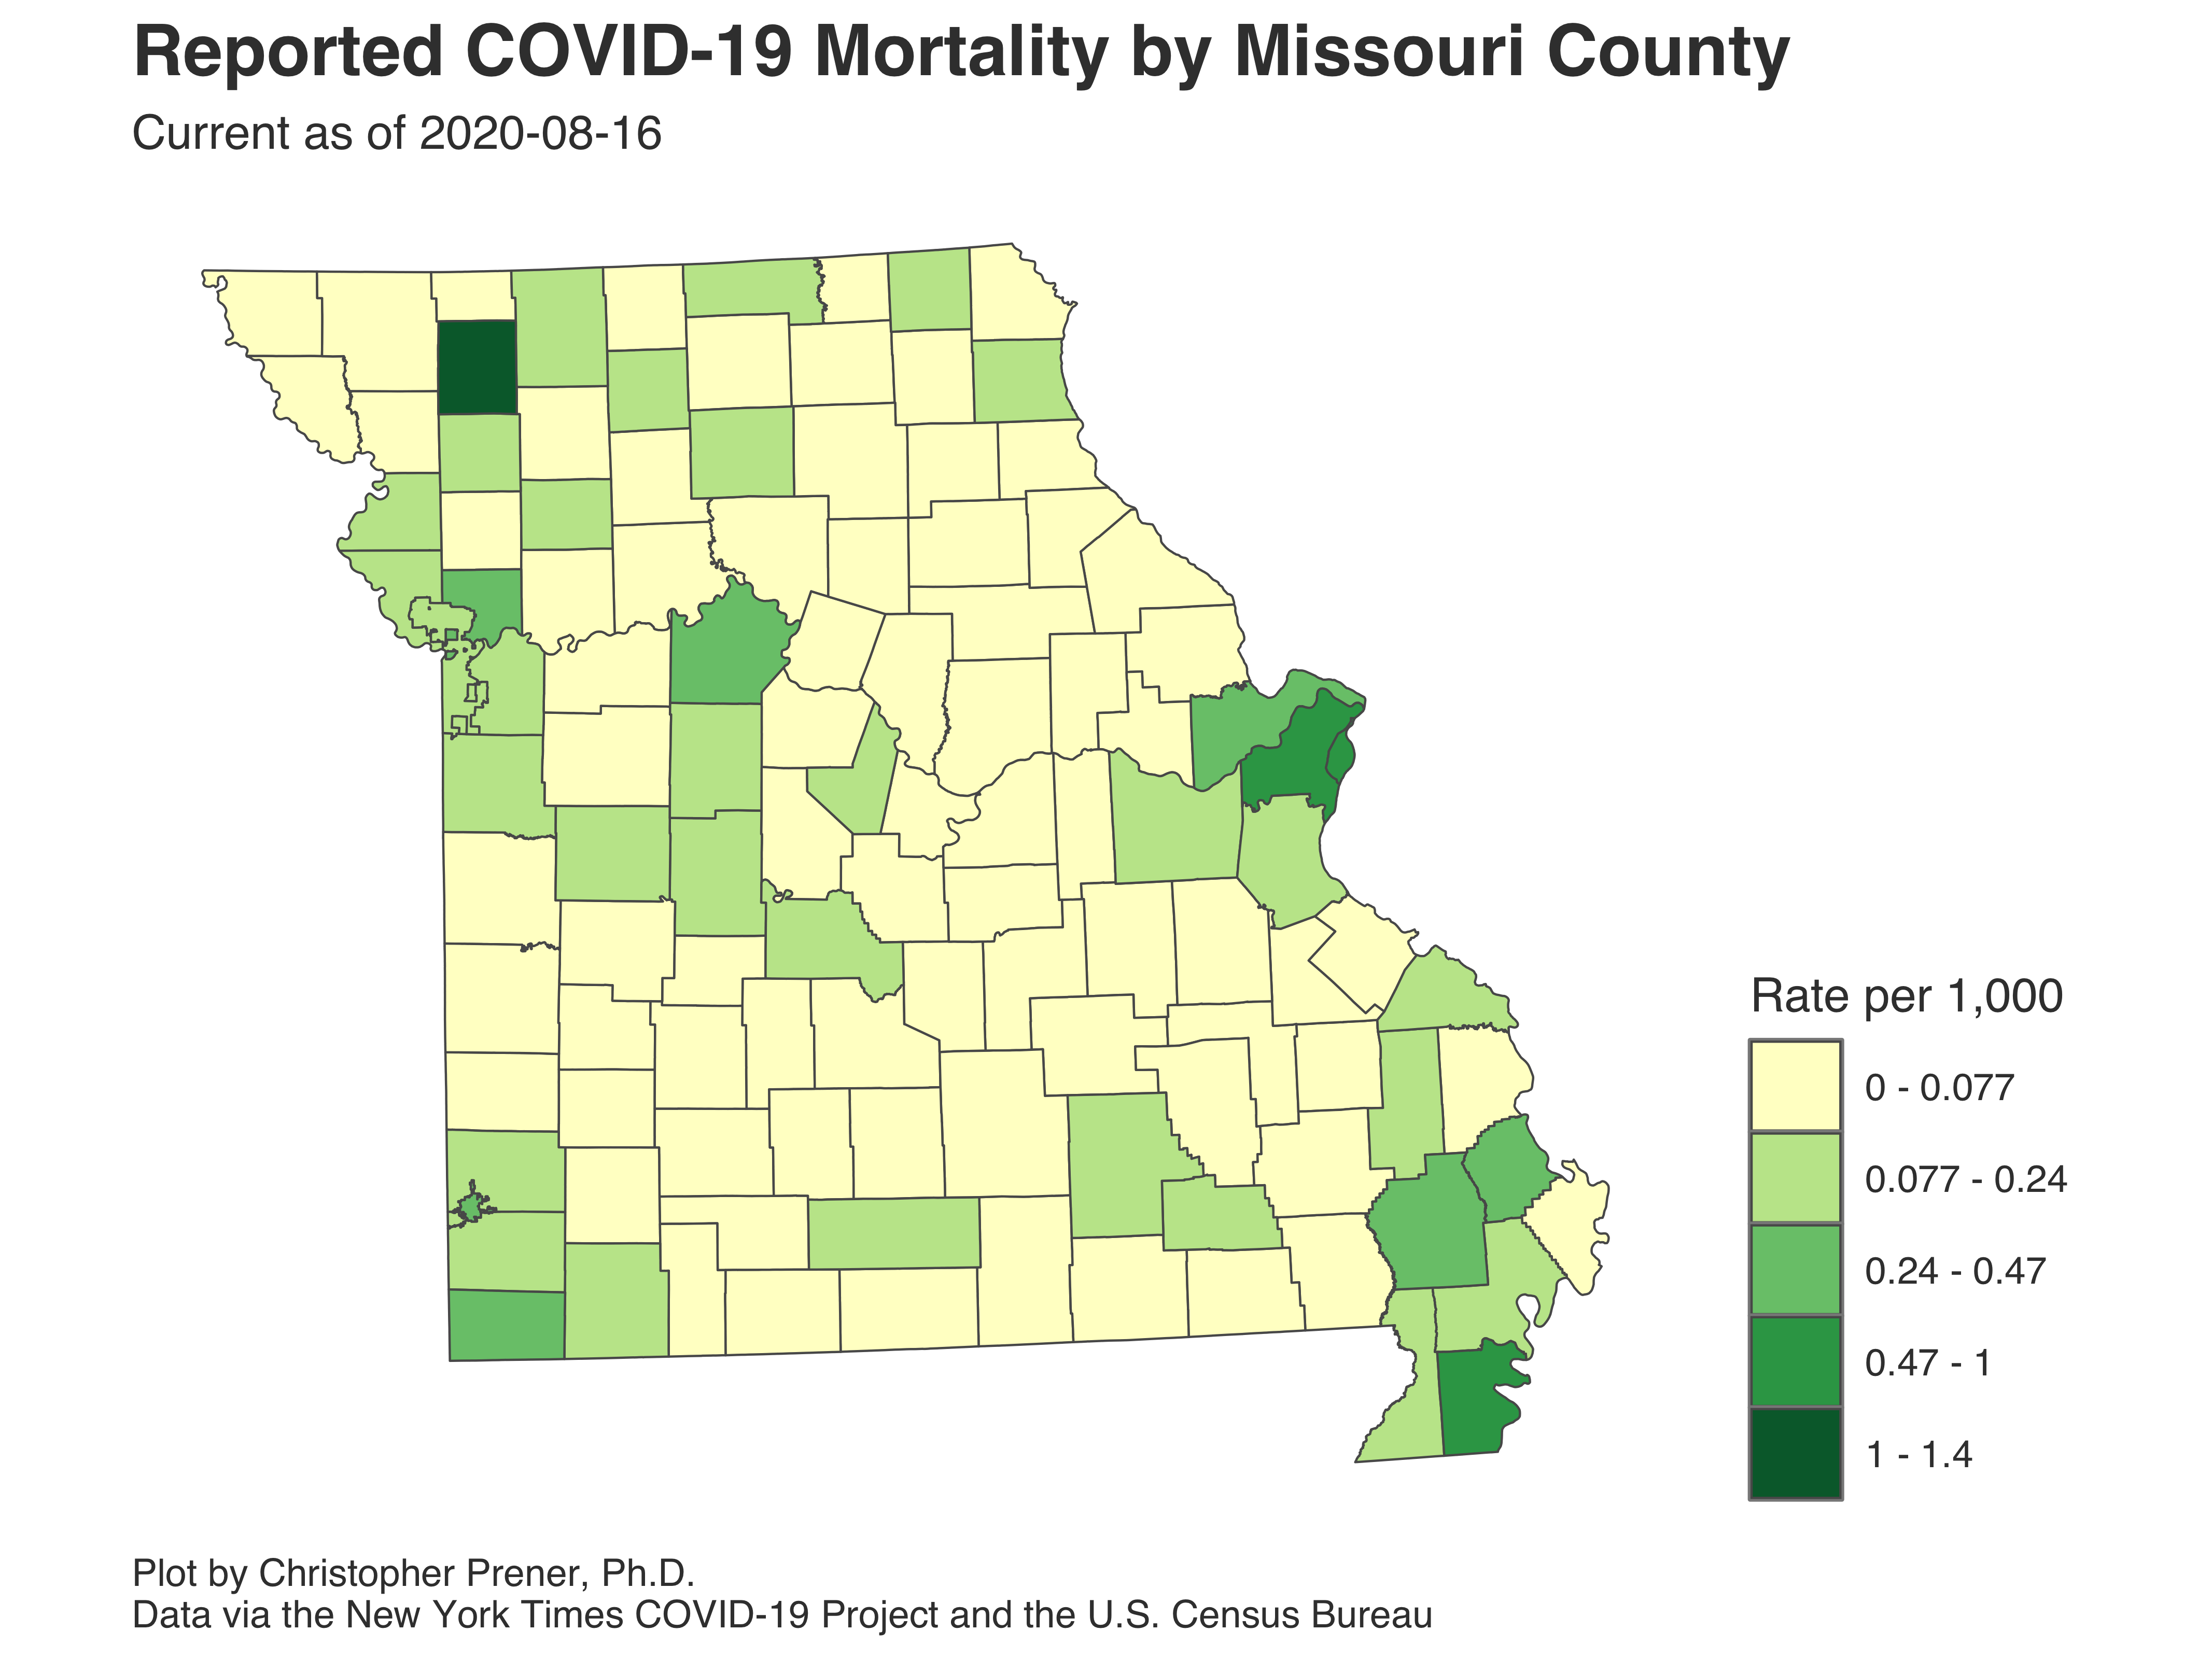 Reported COVID-19 Mortality by Missouri County
Current as of 2020-08-16
Rate per 1,000
0 - 0.077
0.077 - 0.24
0.24 - 0.47
0.47 - 1
1 - 1.4
Plot by Christopher Prener, Ph.D.
Data via the New York Times COVID-19 Project and the U.S. Census Bureau